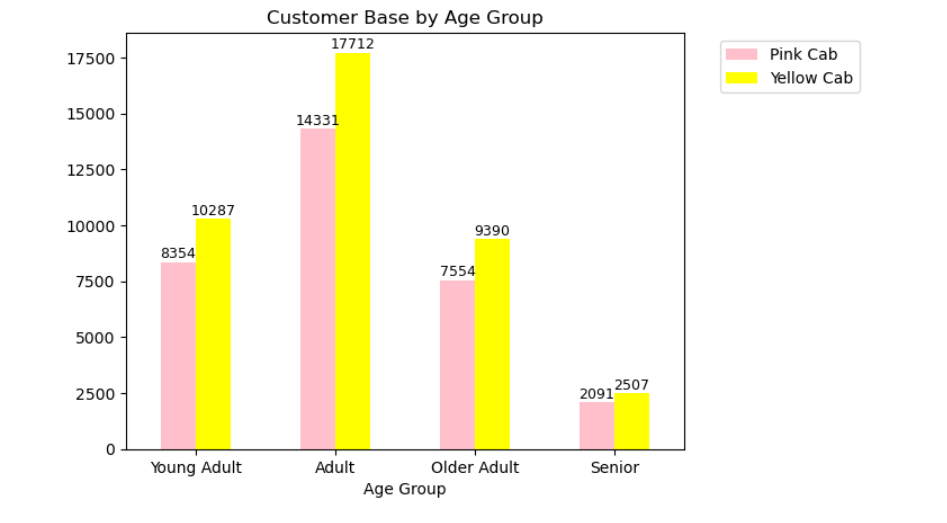 Customer Base by Age Group
Pink Cab
Yellow Cab
17500
15000
12500
10000
7500
5000
2500
0
8354
10287
14331
17712
7554
9390
2091
2507
Young Adult
Adult
Older Adult
Senior
Age Group